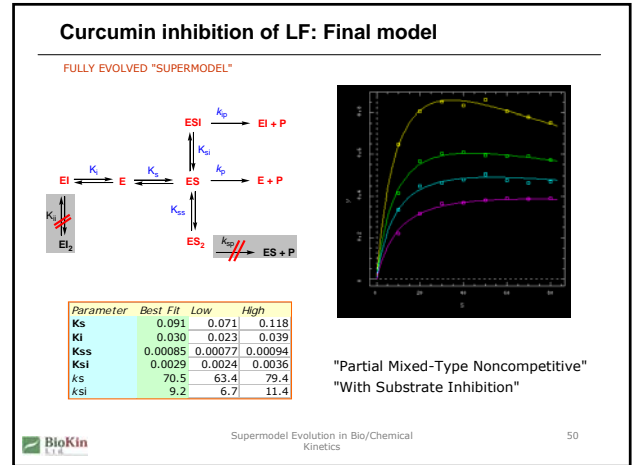 Curcumin inhibition of LF: Final model
FULLY EVOLVED "SUPERMODEL"
ESI kip EI + P
Ksi
EI Ki E Ks ES kp E + P
Kii Kss
EI2 ES2 ksp ES + P
Parameter Best Fit Low High
Ks 0.091 0.071 0.118
Ki 0.030 0.023 0.039
Kss 0.00085 0.00077 0.00094
Ksi 0.0029 0.0024 0.0036
ks 70.5 63.4 79.4
ksi 9.2 6.7 11.4
"Partial Mixed-Type Noncompetitive"
"With Substrate Inhibition"
BioKin
Ltd.
Supermodel Evolution in Bio/Chemical
Kinetics
50